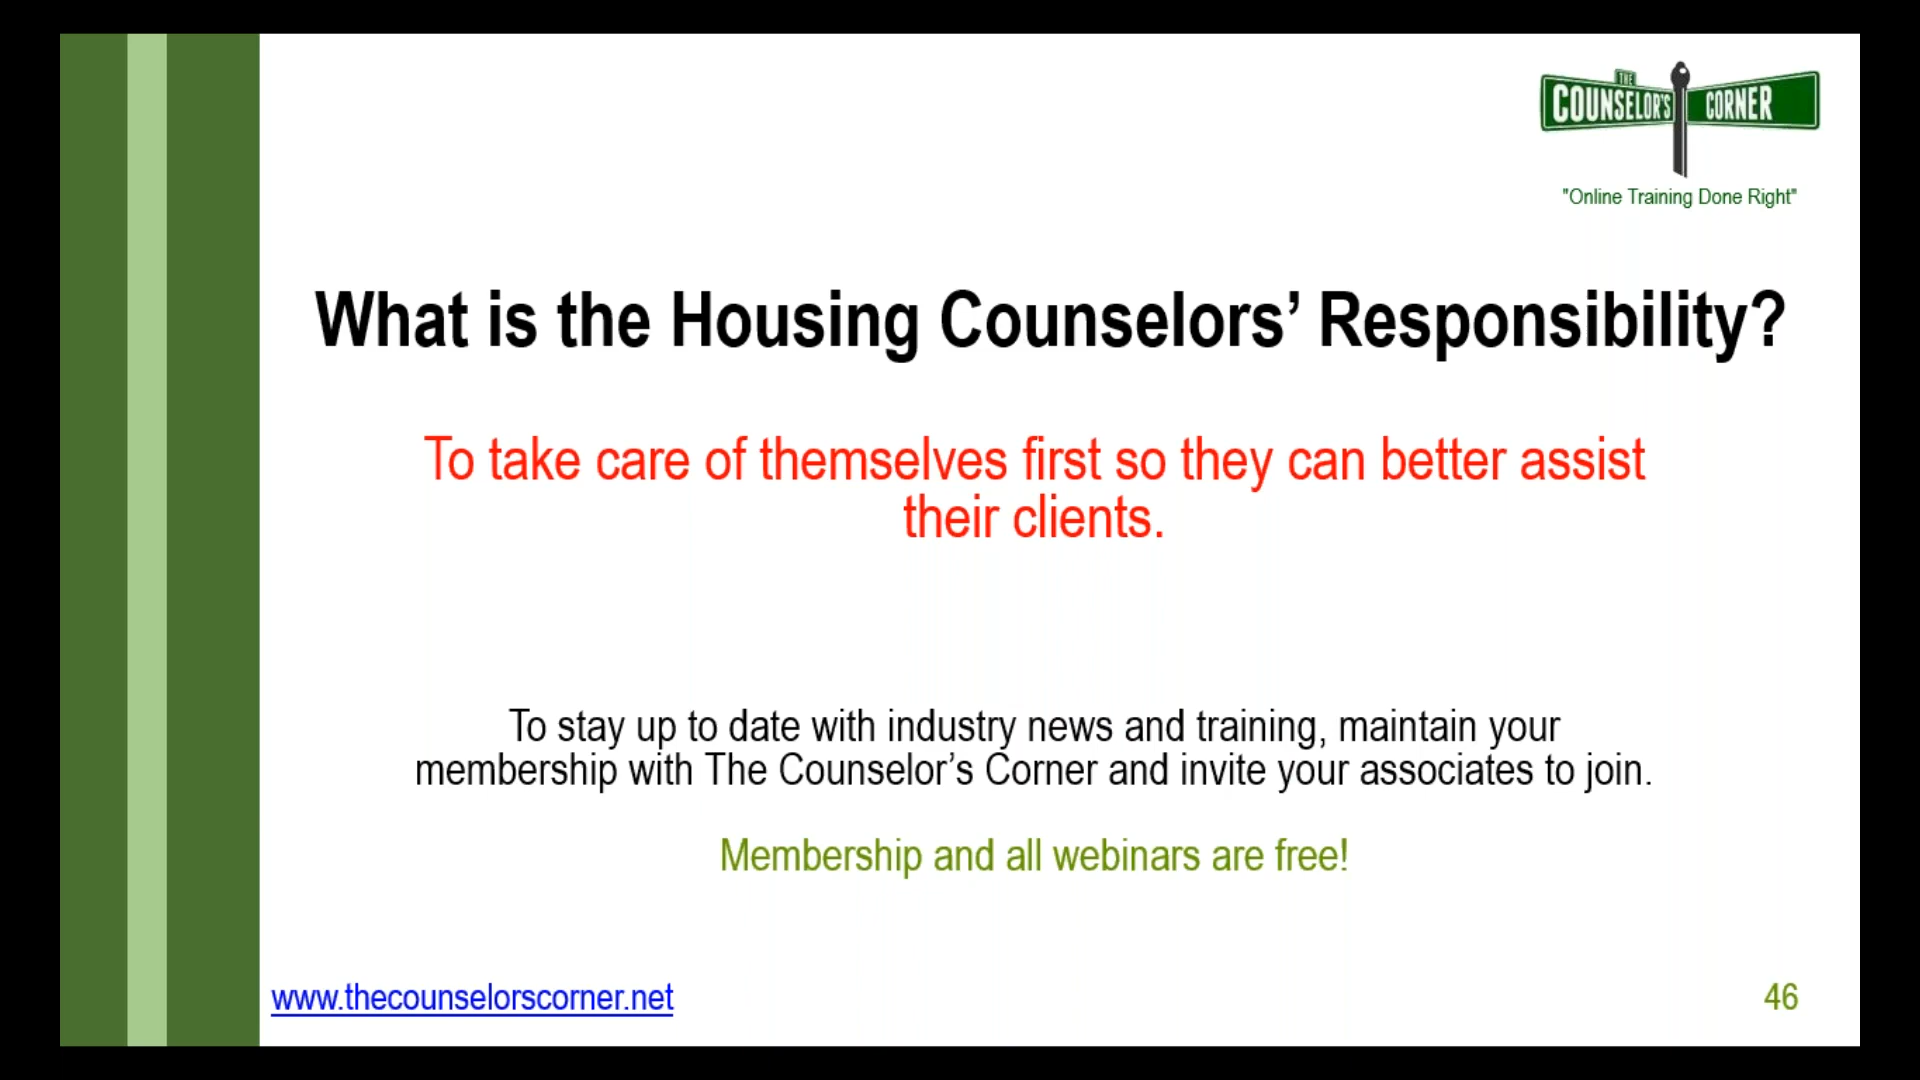 THE
COUNSELOR'S CORNER
"Online Training Done Right"
What is the Housing Counselors’ Responsibility?
To take care of themselves first so they can better assist
their clients.
To stay up to date with industry news and training, maintain your
membership with The Counselor’s Corner and invite your associates to join.
Membership and all webinars are free!
www.thecounselorscorner.net
46